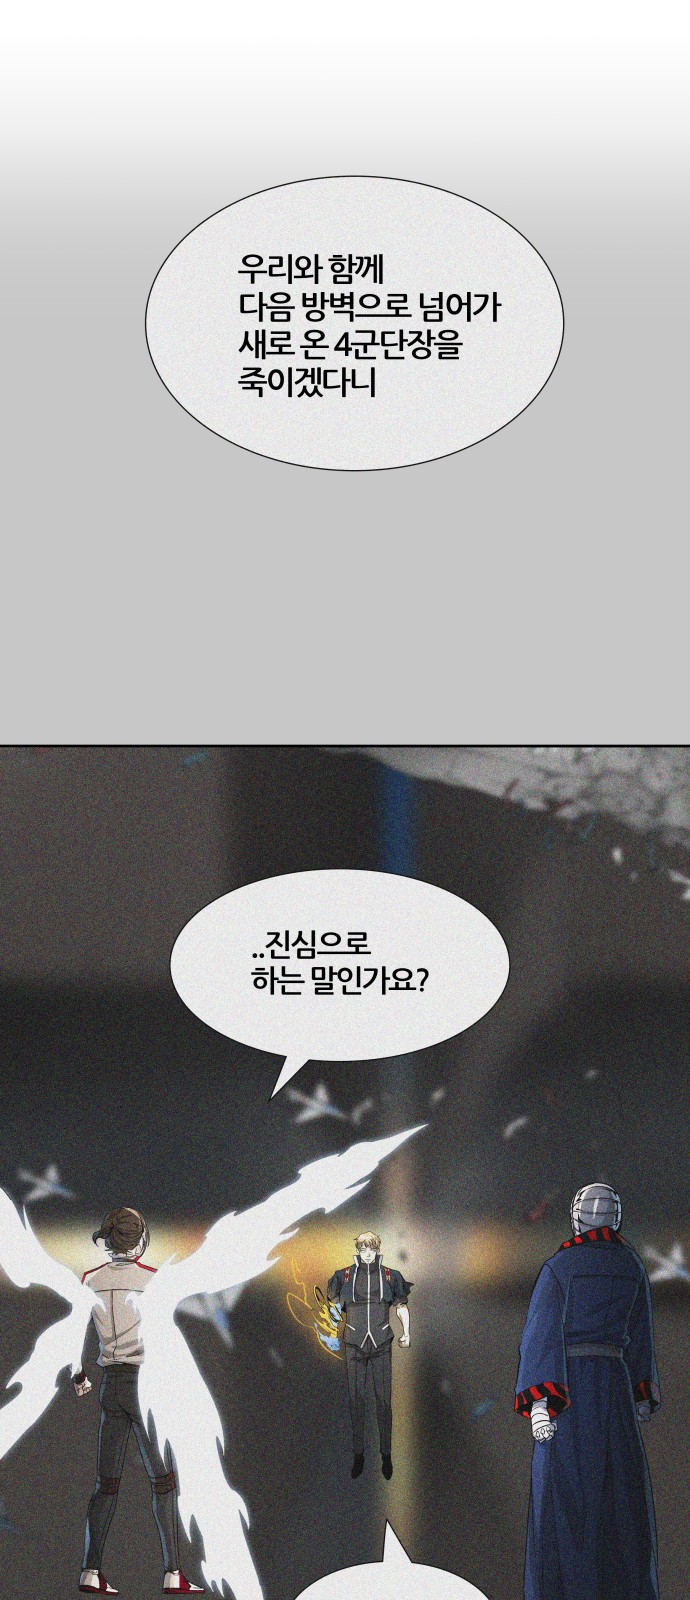 우리와 함께
다음 방벽으로 넘어가
새로 온 4군단장을
죽이겠다니
..진심으로
하는 말인가요?